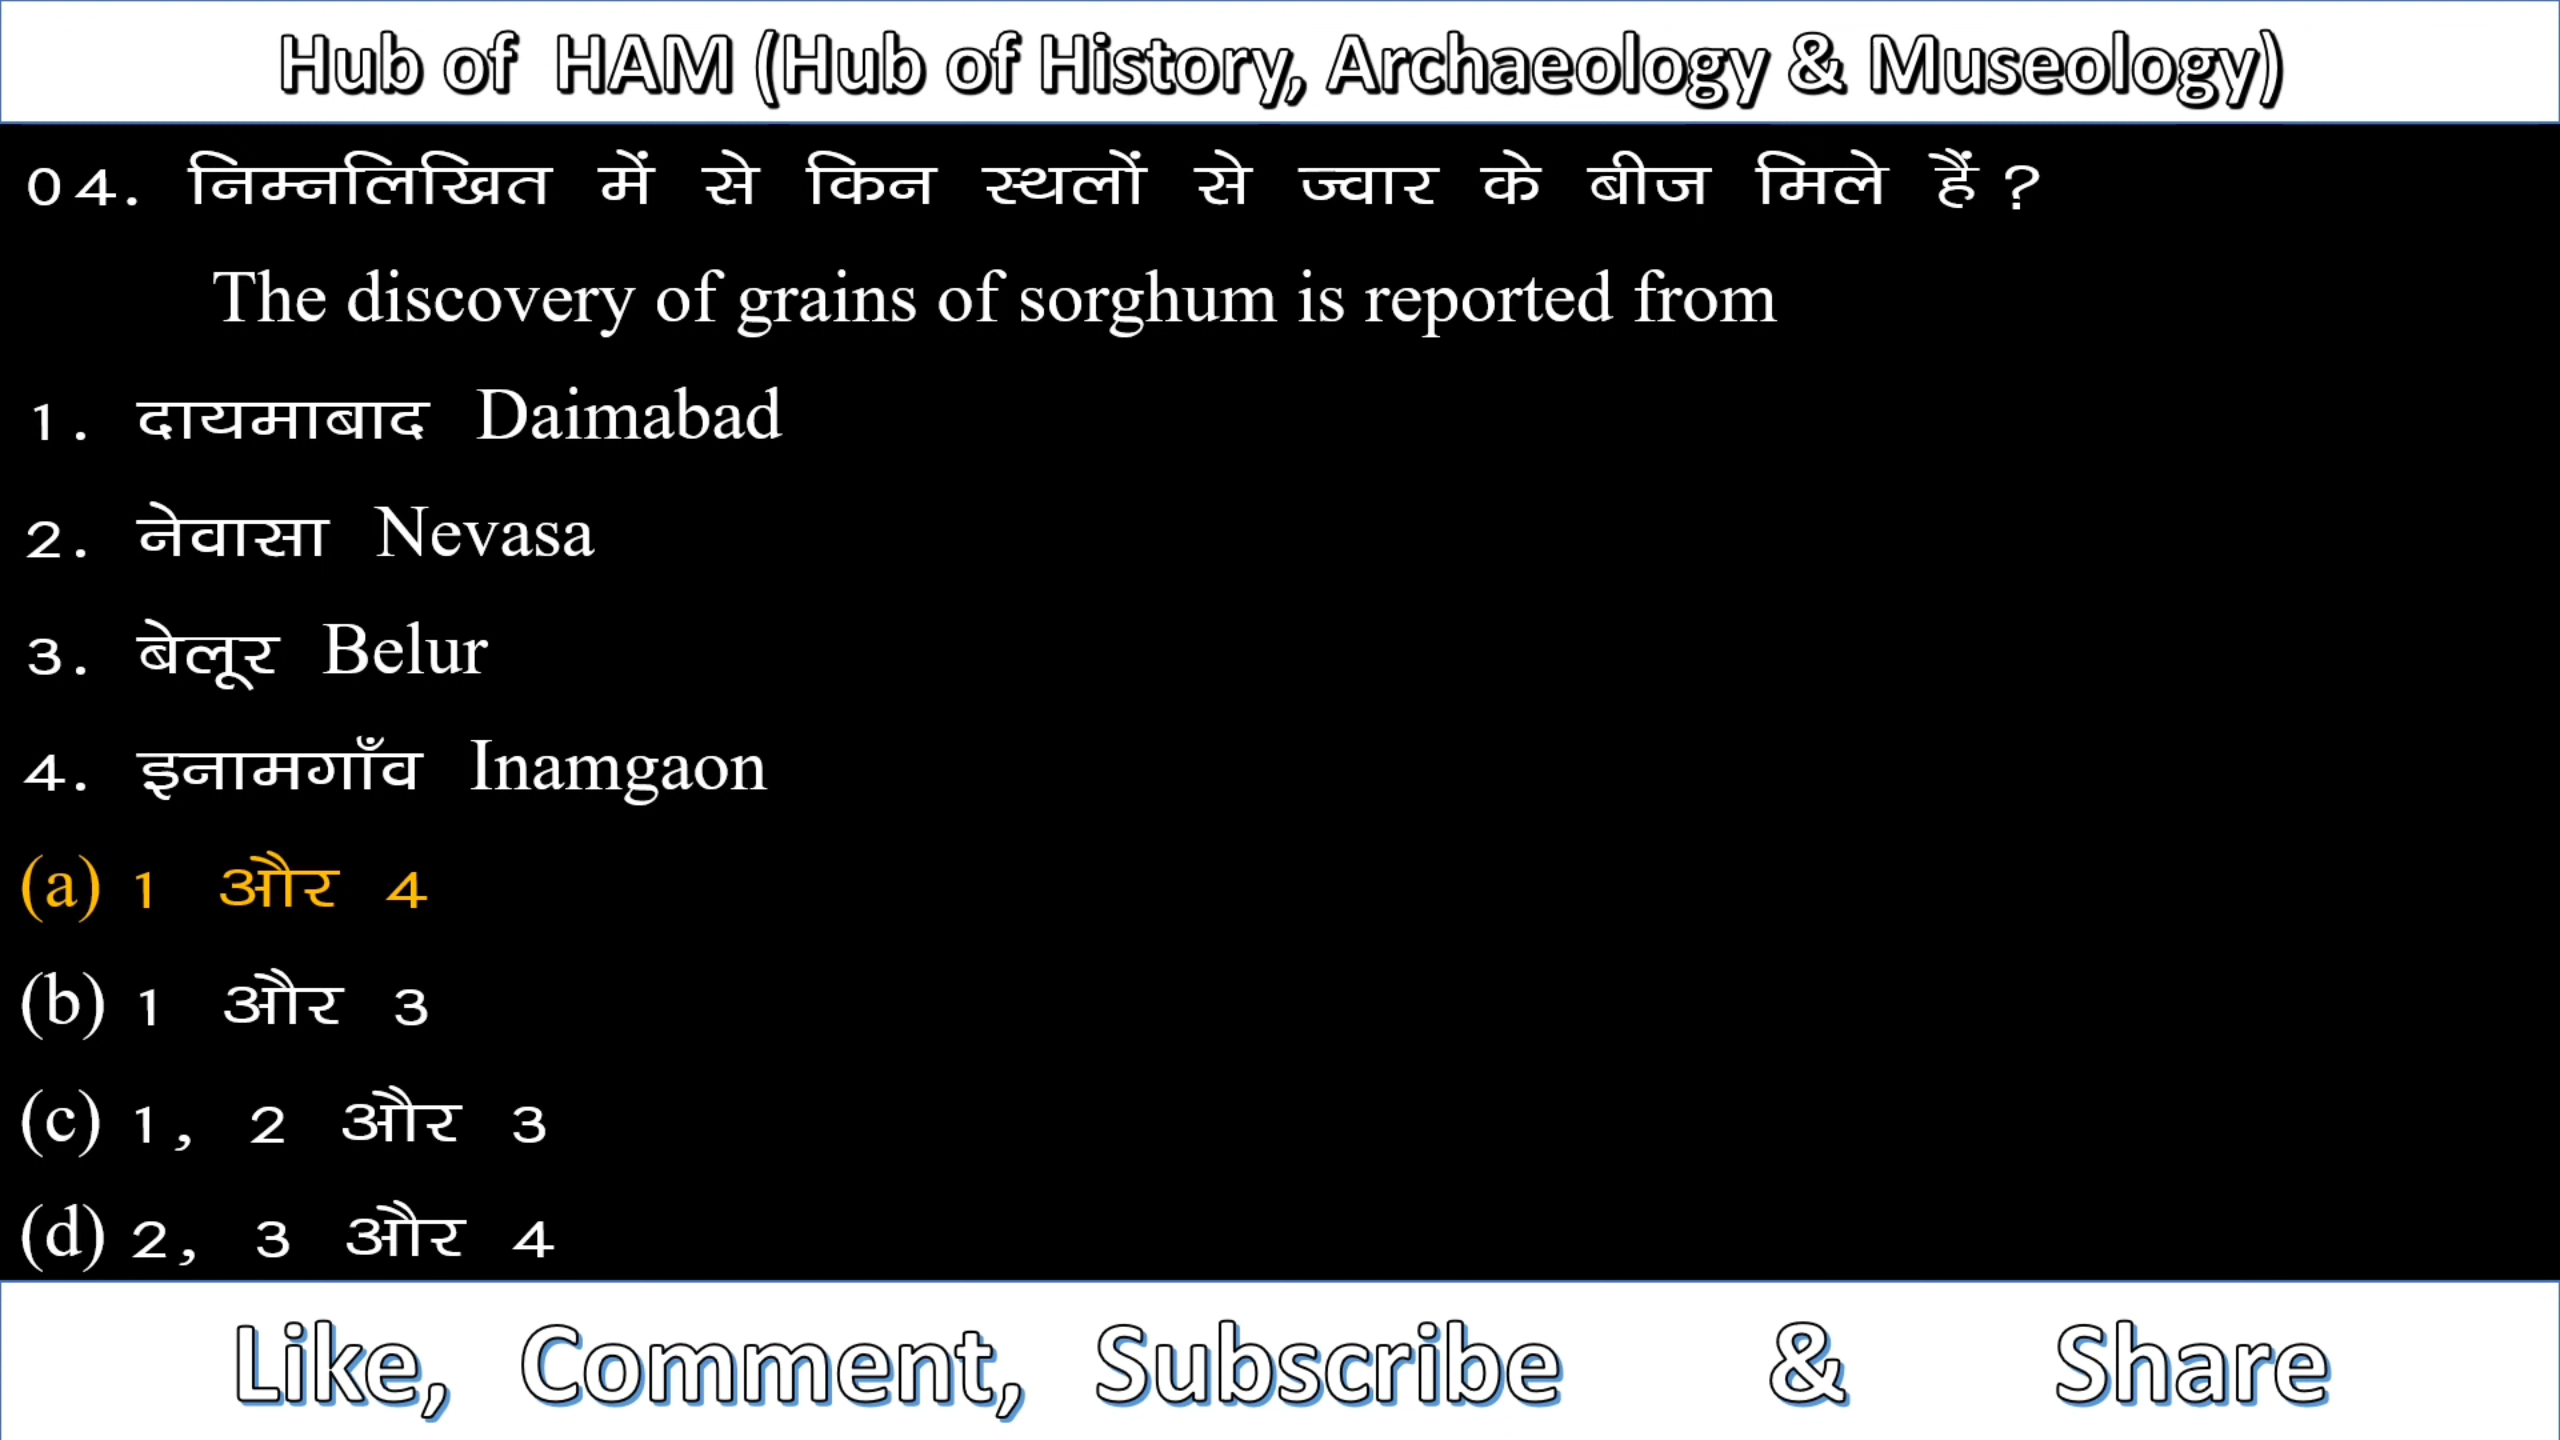 Hub of HAM (Hub of History, Archaeology & Museology)
04. निम्नलिखित में से किन स्थलों से ज्वार के बीज मिले हैं?
The discovery of grains of sorghum is reported from
1. दायमाबाद Daimabad
2. नेवासा Nevasa
3. बेलूर Belur
4. इनामगाँव Inamgaon
(a) 1 और 4
(b) 1 और 3
(c) 1, 2 और 3
(d) 2, 3 और 4
Like, Comment, Subscribe & Share